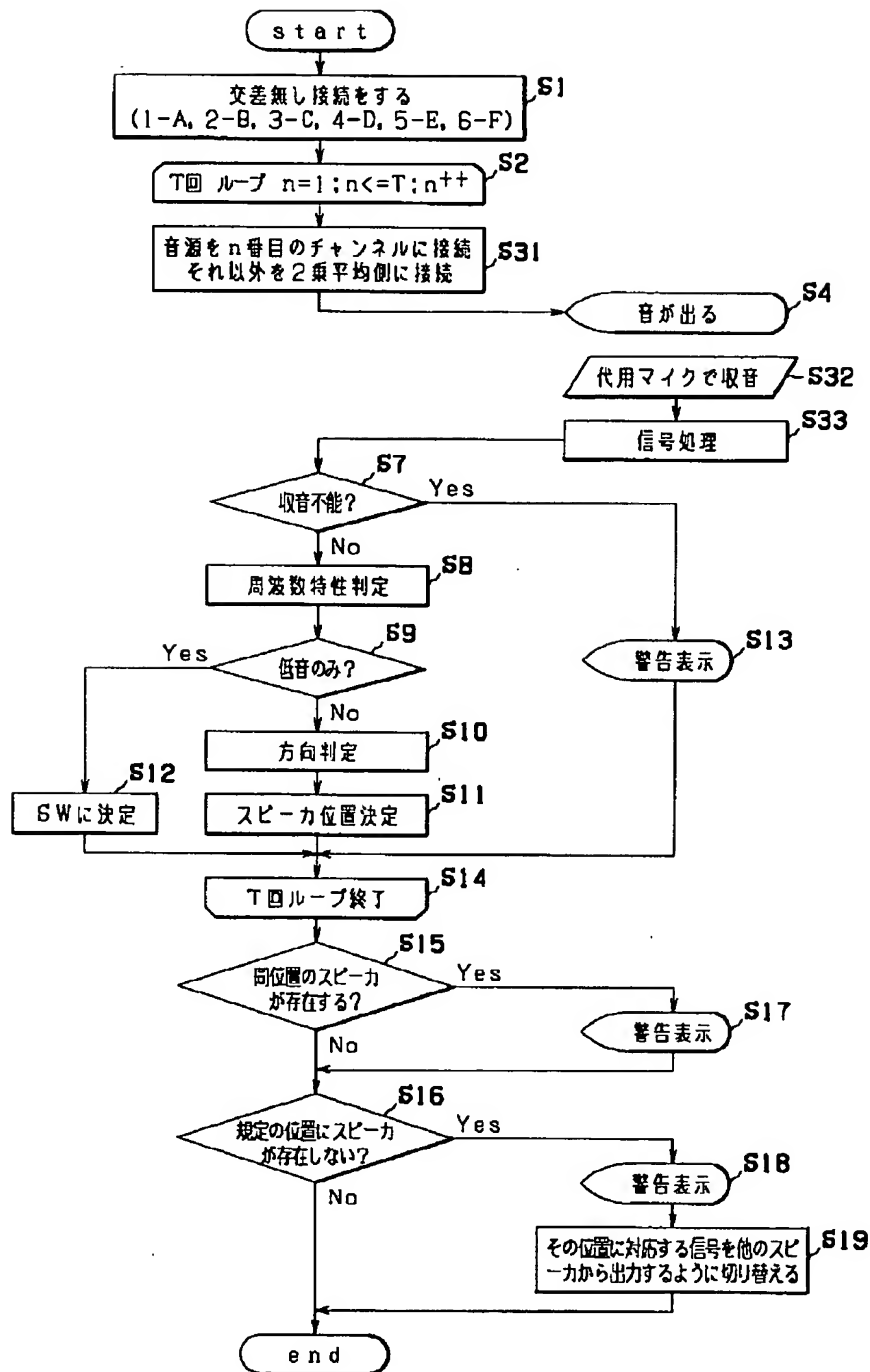 start
交差無し接続をする
(1-A, 2-B, 3-C, 4-D, 5-E, 6-F)
S1
T回 ループ n=1;n<=T;n++
S2
音源をn番目のチャンネルに接続
それ以外を2乗平均側に接続
S31
音が出る
S4
代用マイクで収音
S32
信号処理
S33
収音不能?
S7
Yes
No
周波数特性判定
S8
低音のみ?
S9
Yes
No
警告表示
S13
方向判定
S10
SWに決定
S12
スピーカ位置決定
S11
T回ループ終了
S14
同位置のスピーカ
が存在する?
S15
Yes
No
警告表示
S17
規定の位置にスピーカ
が存在しない?
S16
Yes
No
警告表示
S18
その位置に対応する信号を他のスピ
ーカから出力するように切り替える
S19
end